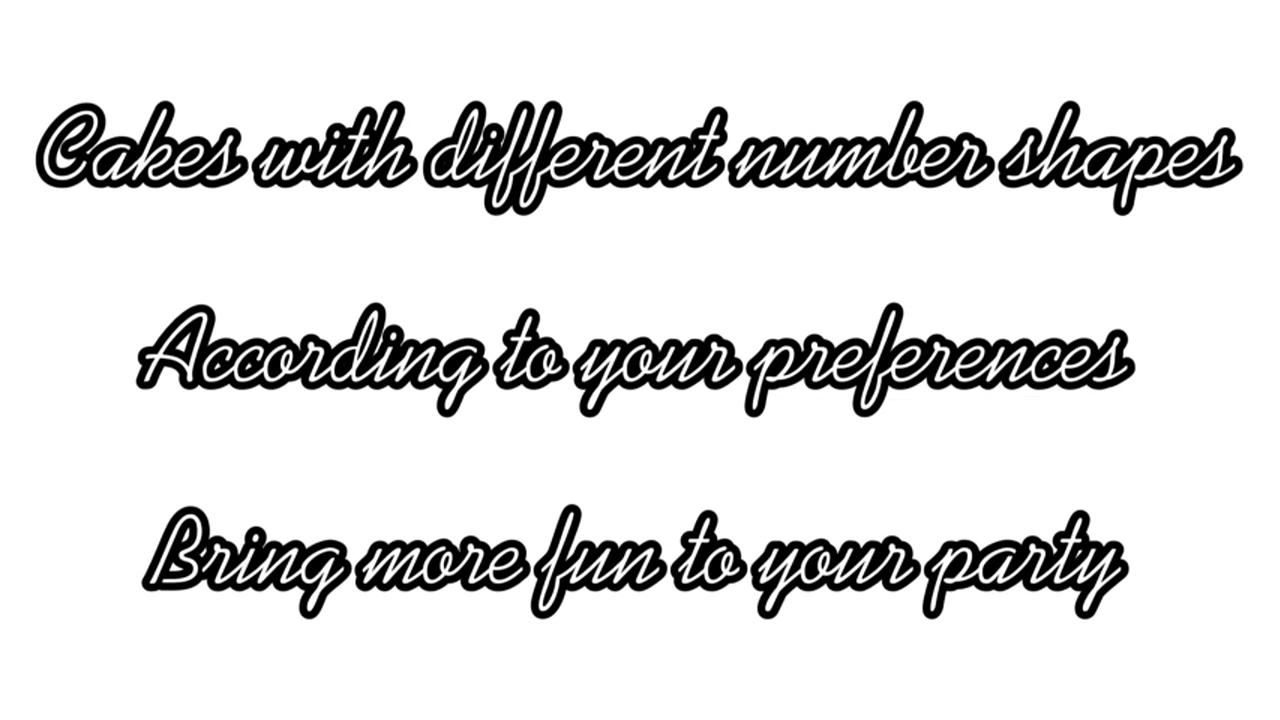 Cakes with different number shapes
According to your preferences
Bring more fun to your party